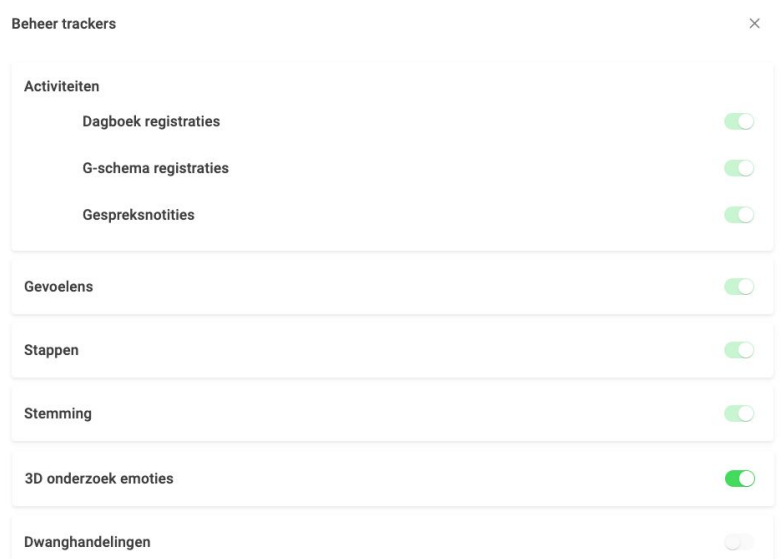 Beheer trackers
Activiteiten
Dagboek registraties
G-schema registraties
Gespreksnotities
Gevoelens
Stappen
Stemming
3D onderzoek emoties
Dwanghandelingen